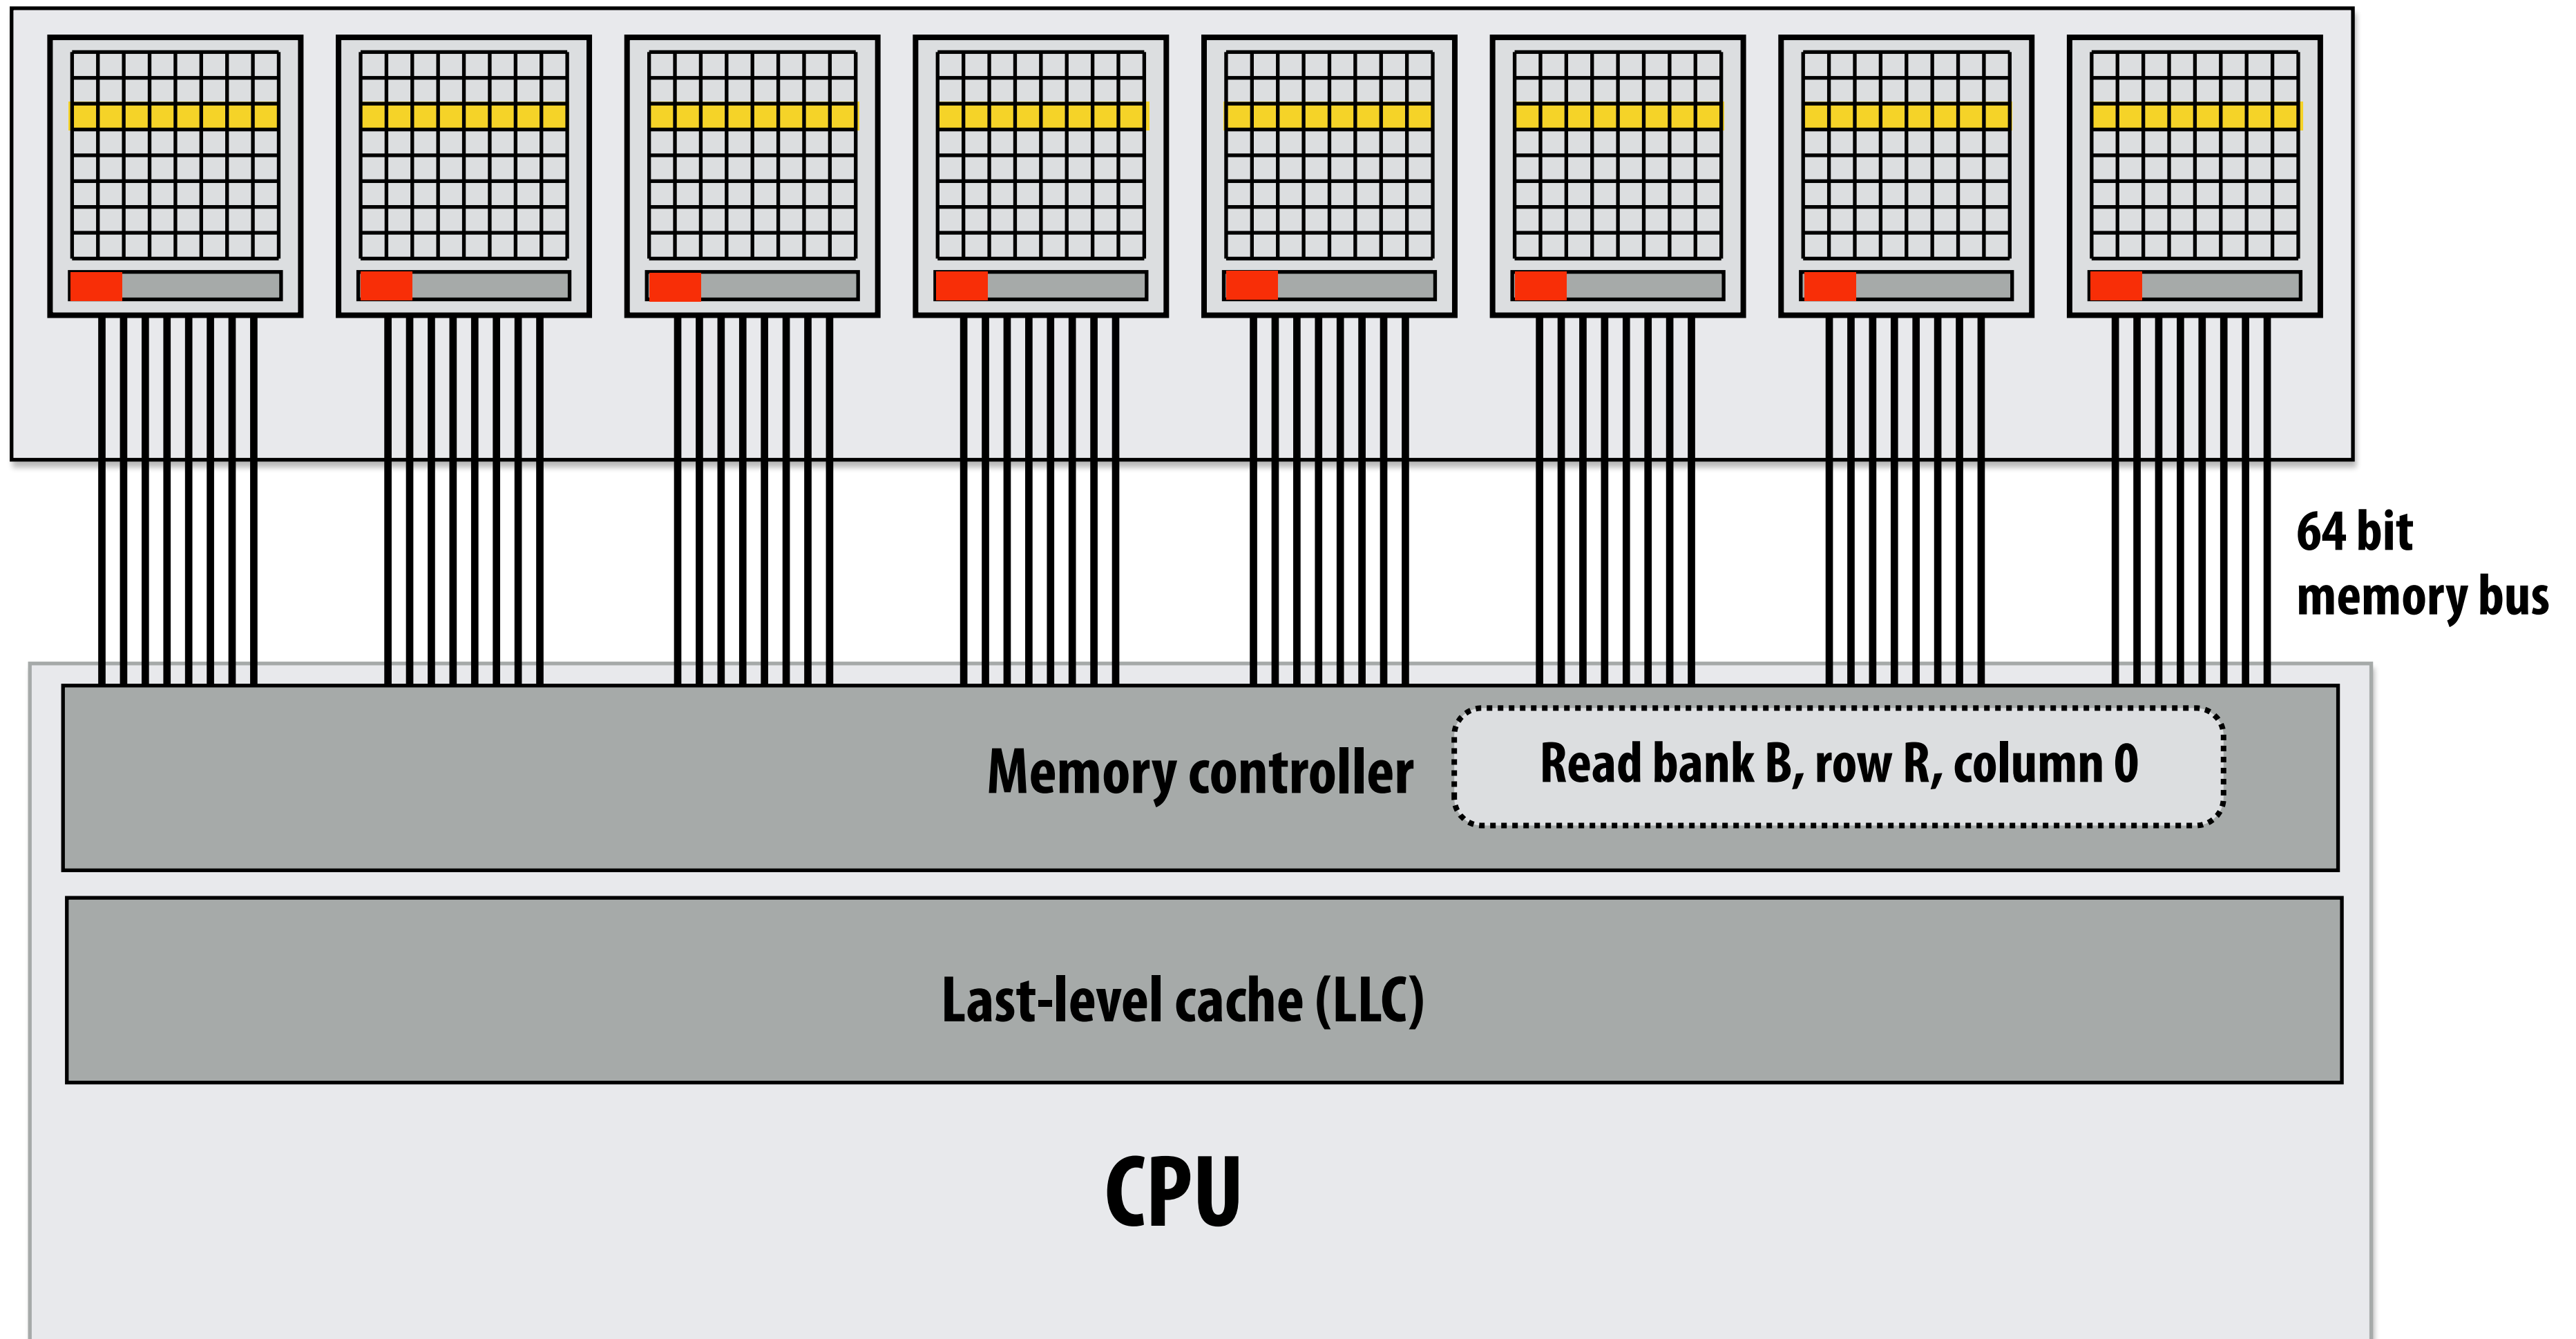 64 bit
memory bus
Memory controller
Read bank B, row R, column 0
Last-level cache (LLC)
CPU